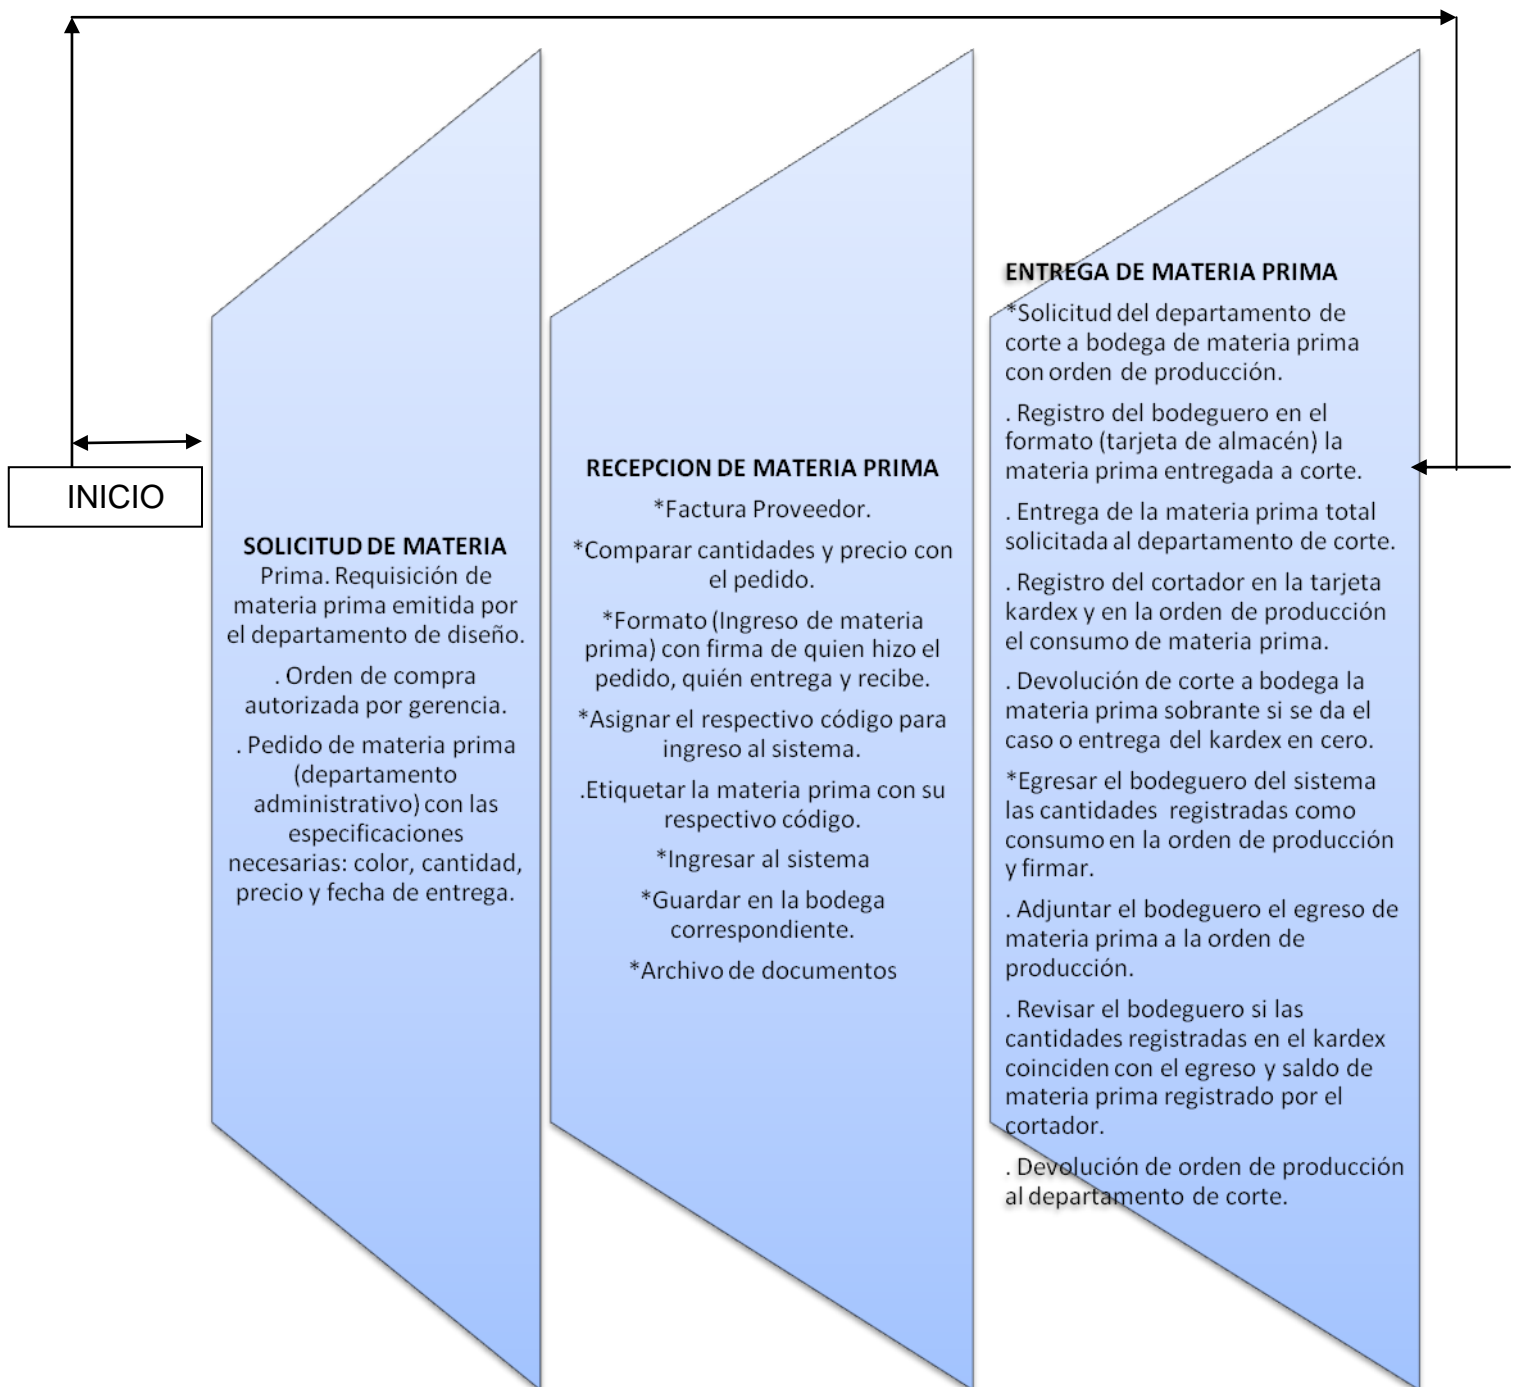 INICIO
SOLICITUD DE MATERIA
Prima. Requisición de
materia prima emitida por
el departamento de diseño.
. Orden de compra
autorizada por gerencia.
. Pedido de materia prima
(departamento
administrativo) con las
especificaciones
necesarias: color, cantidad,
precio y fecha de entrega.
RECEPCION DE MATERIA PRIMA
*Factura Proveedor.
*Comparar cantidades y precio con
el pedido.
*Formato (Ingreso de materia
prima) con firma de quien hizo el
pedido, quién entrega y recibe.
*Asignar el respectivo código para
ingreso al sistema.
.Etiquetar la materia prima con su
respectivo código.
*Ingresar al sistema
*Guardar en la bodega
correspondiente.
*Archivo de documentos
ENTREGA DE MATERIA PRIMA
*Solicitud del departamento de
corte a bodega de materia prima
con orden de producción.
. Registro del bodeguero en el
formato (tarjeta de almacén) la
materia prima entregada a corte.
. Entrega de la materia prima total
solicitada al departamento de corte.
. Registro del cortador en la tarjeta
kardex y en la orden de producción
el consumo de materia prima.
. Devolución de corte a bodega la
materia prima sobrante si se da el
caso o entrega del kardex en cero.
*Egresar el bodeguero del sistema
las cantidades registradas como
consumo en la orden de producción
y firmar.
. Adjuntar el bodeguero el egreso de
materia prima a la orden de
producción.
. Revisar el bodeguero si las
cantidades registradas en el kardex
coinciden con el egreso y saldo de
materia prima registrado por el
cortador.
. Devolución de orden de producción
al departamento de corte.